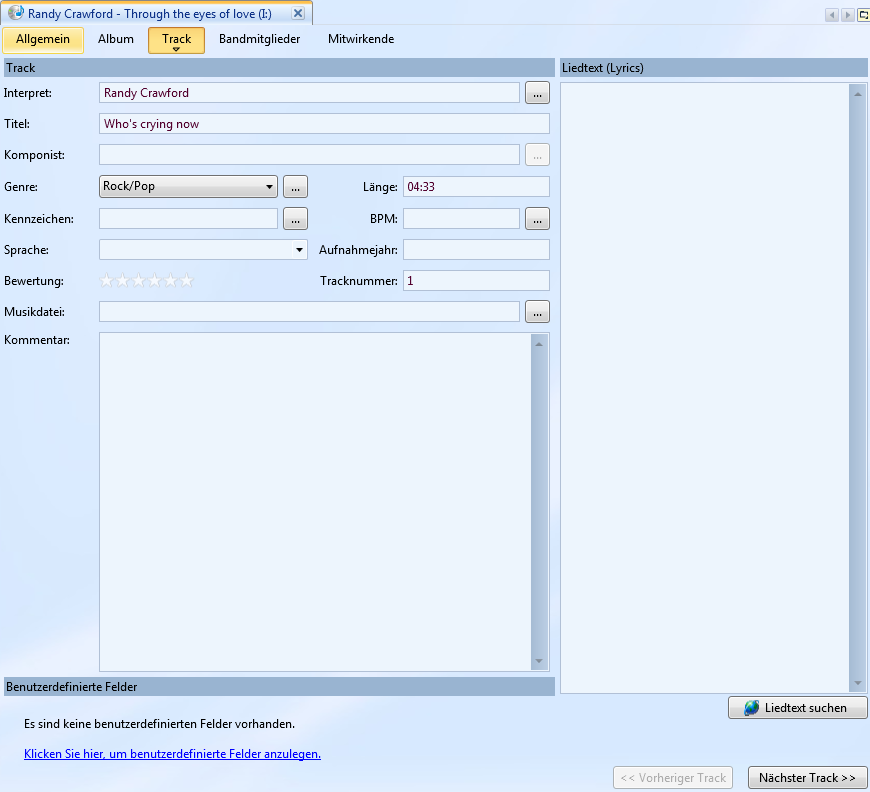 Randy Crawford - Through the eyes of love (I:)
Allgemein Album Track Bandmitglieder Mitwirkende
Track
Interpret: Randy Crawford ...
Titel: Who's crying now
Komponist: ...
Genre: Rock/Pop ... Länge: 04:33
Kennzeichen: ... BPM: ...
Sprache: Aufnahmejahr:
Bewertung: Tracknummer: 1
Musikdatei: ...
Kommentar:
Liedtext (Lyrics)
Liedtext suchen
Benutzerdefinierte Felder
Es sind keine benutzerdefinierten Felder vorhanden.
Klicken Sie hier, um benutzerdefinierte Felder anzulegen.
<< Vorheriger Track Nächster Track >>